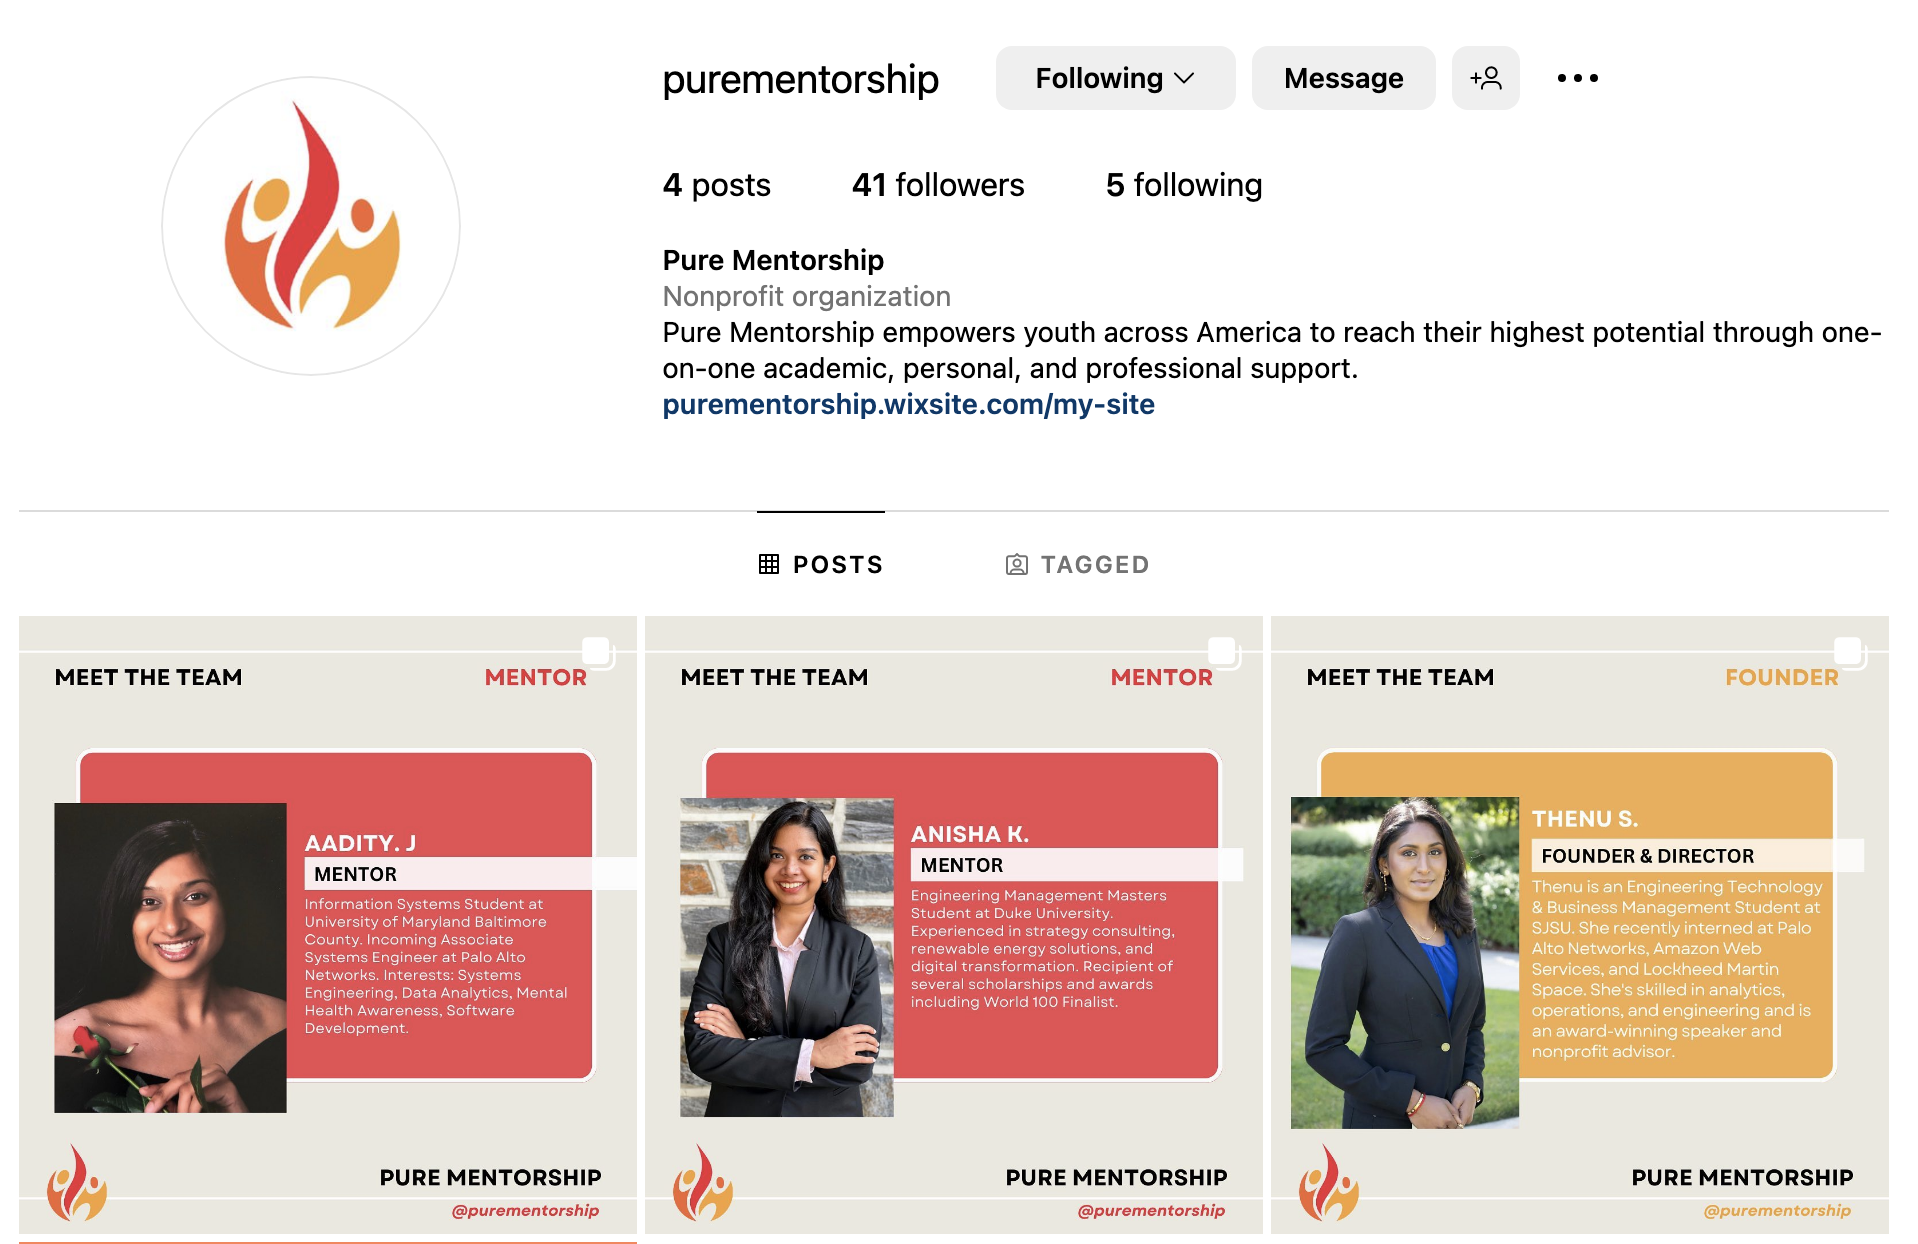 purementorship
Following
Message
4 posts
41 followers
5 following
Pure Mentorship
Nonprofit organization
Pure Mentorship empowers youth across America to reach their highest potential through one-
on-one academic, personal, and professional support.
purementorship.wixsite.com/my-site
POSTS
TAGGED
MEET THE TEAM
MENTOR
AADITY. J
MENTOR
Information Systems Student at
University of Maryland Baltimore
County. Incoming Associate
Systems Engineer at Palo Alto
Networks. Interests: Systems
Engineering, Data Analytics, Mental
Health Awareness, Software
Development.
PURE MENTORSHIP
@purementorship
MEET THE TEAM
MENTOR
ANISHA K.
MENTOR
Engineering Management Masters
Student at Duke University.
Experienced in strategy consulting,
renewable energy solutions, and
digital transformation. Recipient of
several scholarships and awards
including World 100 Finalist.
PURE MENTORSHIP
@purementorship
MEET THE TEAM
FOUNDER
THENU S.
FOUNDER & DIRECTOR
Thenu is an Engineering Technology
& Business Management Student at
SJSU. She recently interned at Palo
Alto Networks, Amazon Web
Services, and Lockheed Martin
Space. She's skilled in analytics,
operations, and engineering and is
an award-winning speaker and
nonprofit advisor.
PURE MENTORSHIP
@purementorship